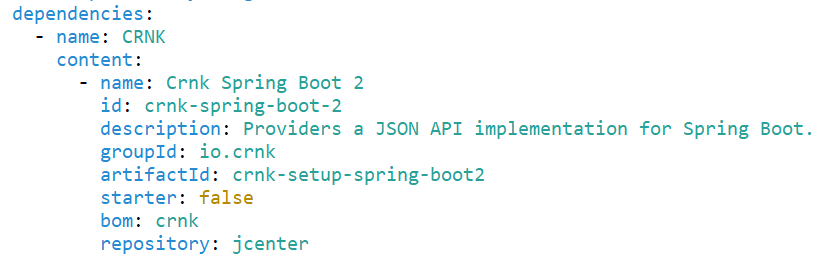 dependencies:
  - name: CRNK
    content:
      - name: Crnk Spring Boot 2
        id: crnk-spring-boot-2
        description: Providers a JSON API implementation for Spring Boot.
        groupId: io.crnk
        artifactId: crnk-setup-spring-boot2
        starter: false
        bom: crnk
        repository: jcenter